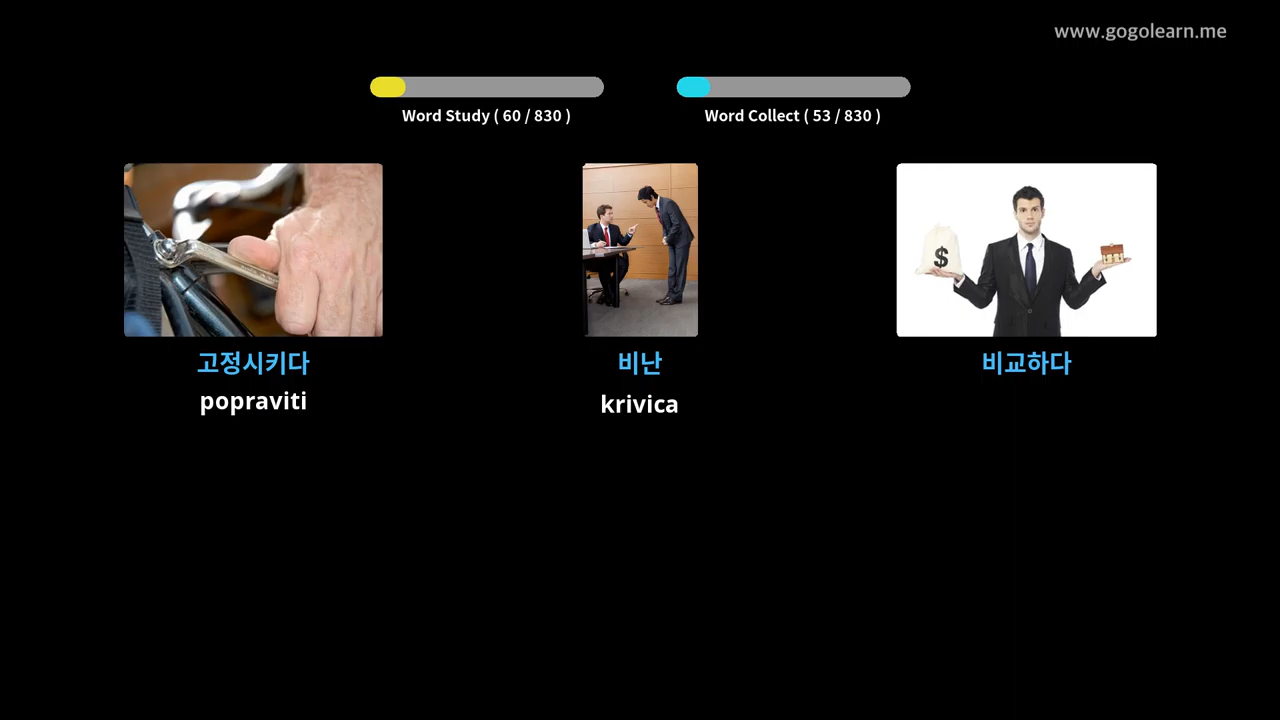 www.gogolearn.me
Word Study ( 60 / 830 )
Word Collect ( 53 / 830 )
$
고정시키다
popraviti
비난
krivica
비교하다